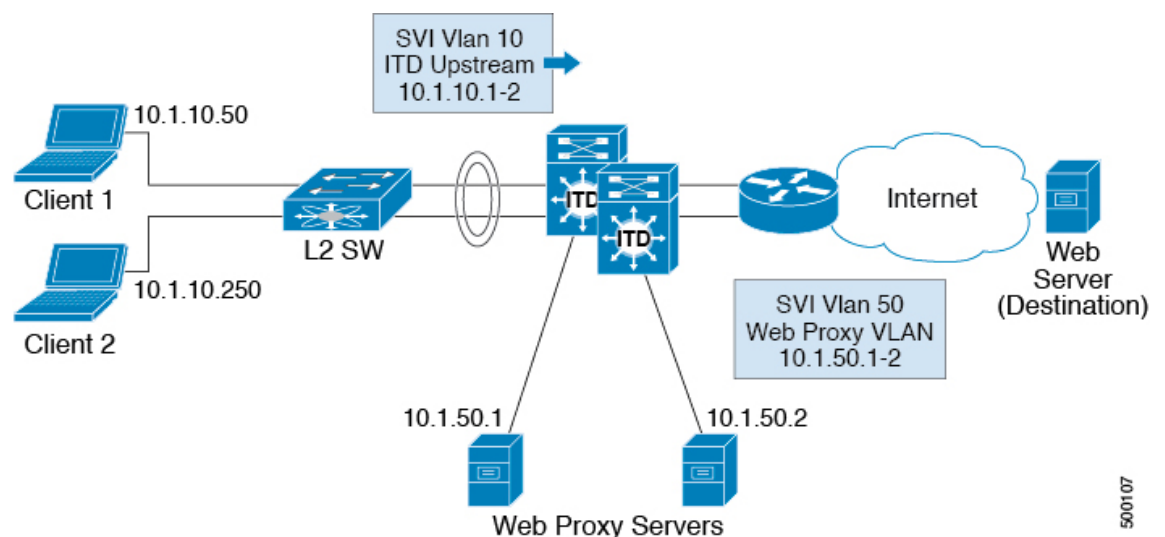 SVI Vlan 10
ITD Upstream
10.1.10.1-2
10.1.10.50
Client 1
L2 SW
ITD
ITD
Internet
Web
Server
(Destination)
10.1.10.250
Client 2
SVI Vlan 50
Web Proxy VLAN
10.1.50.1-2
10.1.50.1
10.1.50.2
Web Proxy Servers
500107